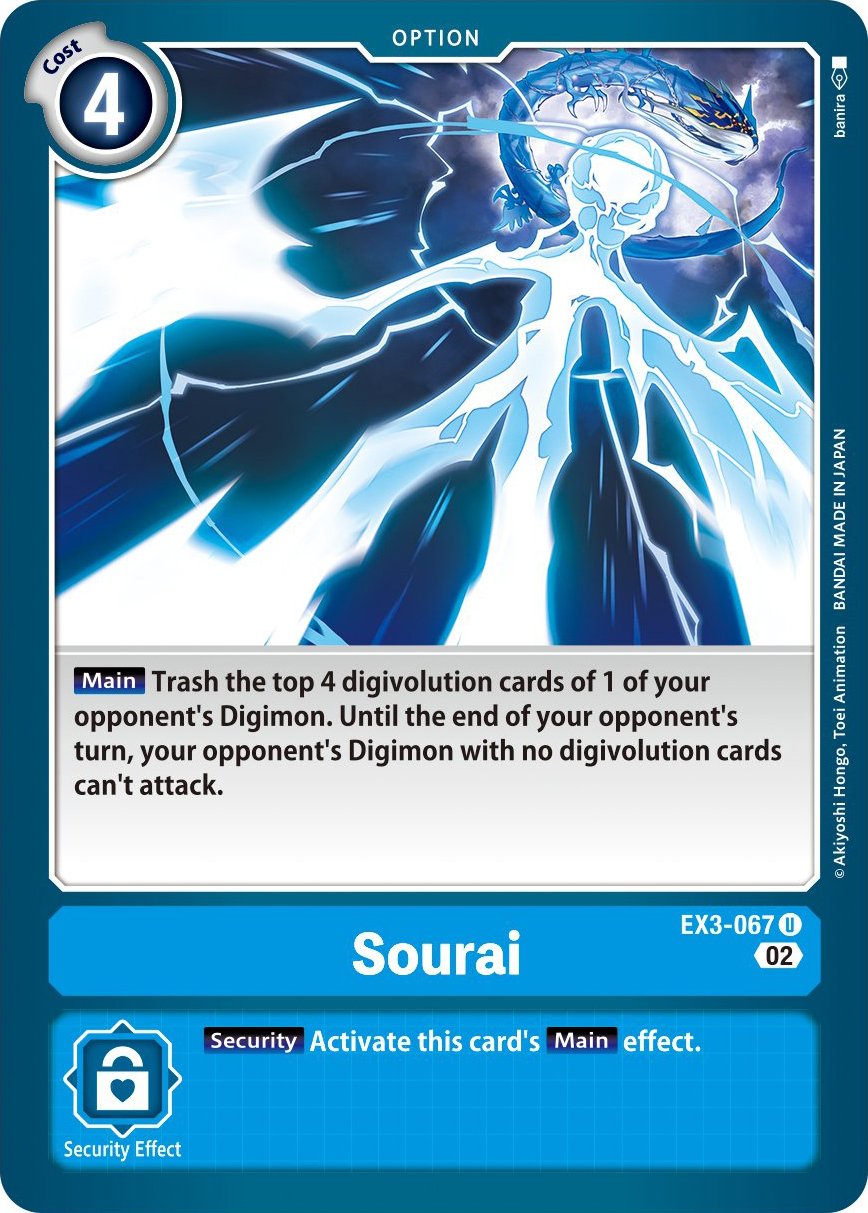 OPTION
Cost
4
banira
Main Trash the top 4 digivolution cards of 1 of your
opponent's Digimon. Until the end of your opponent's
turn, your opponent's Digimon with no digivolution cards
can't attack.
©Akiyoshi Hongo, Toei Animation BANDAI MADE IN JAPAN
EX3-067 U
Sourai
02
Security Activate this card's Main effect.
Security Effect